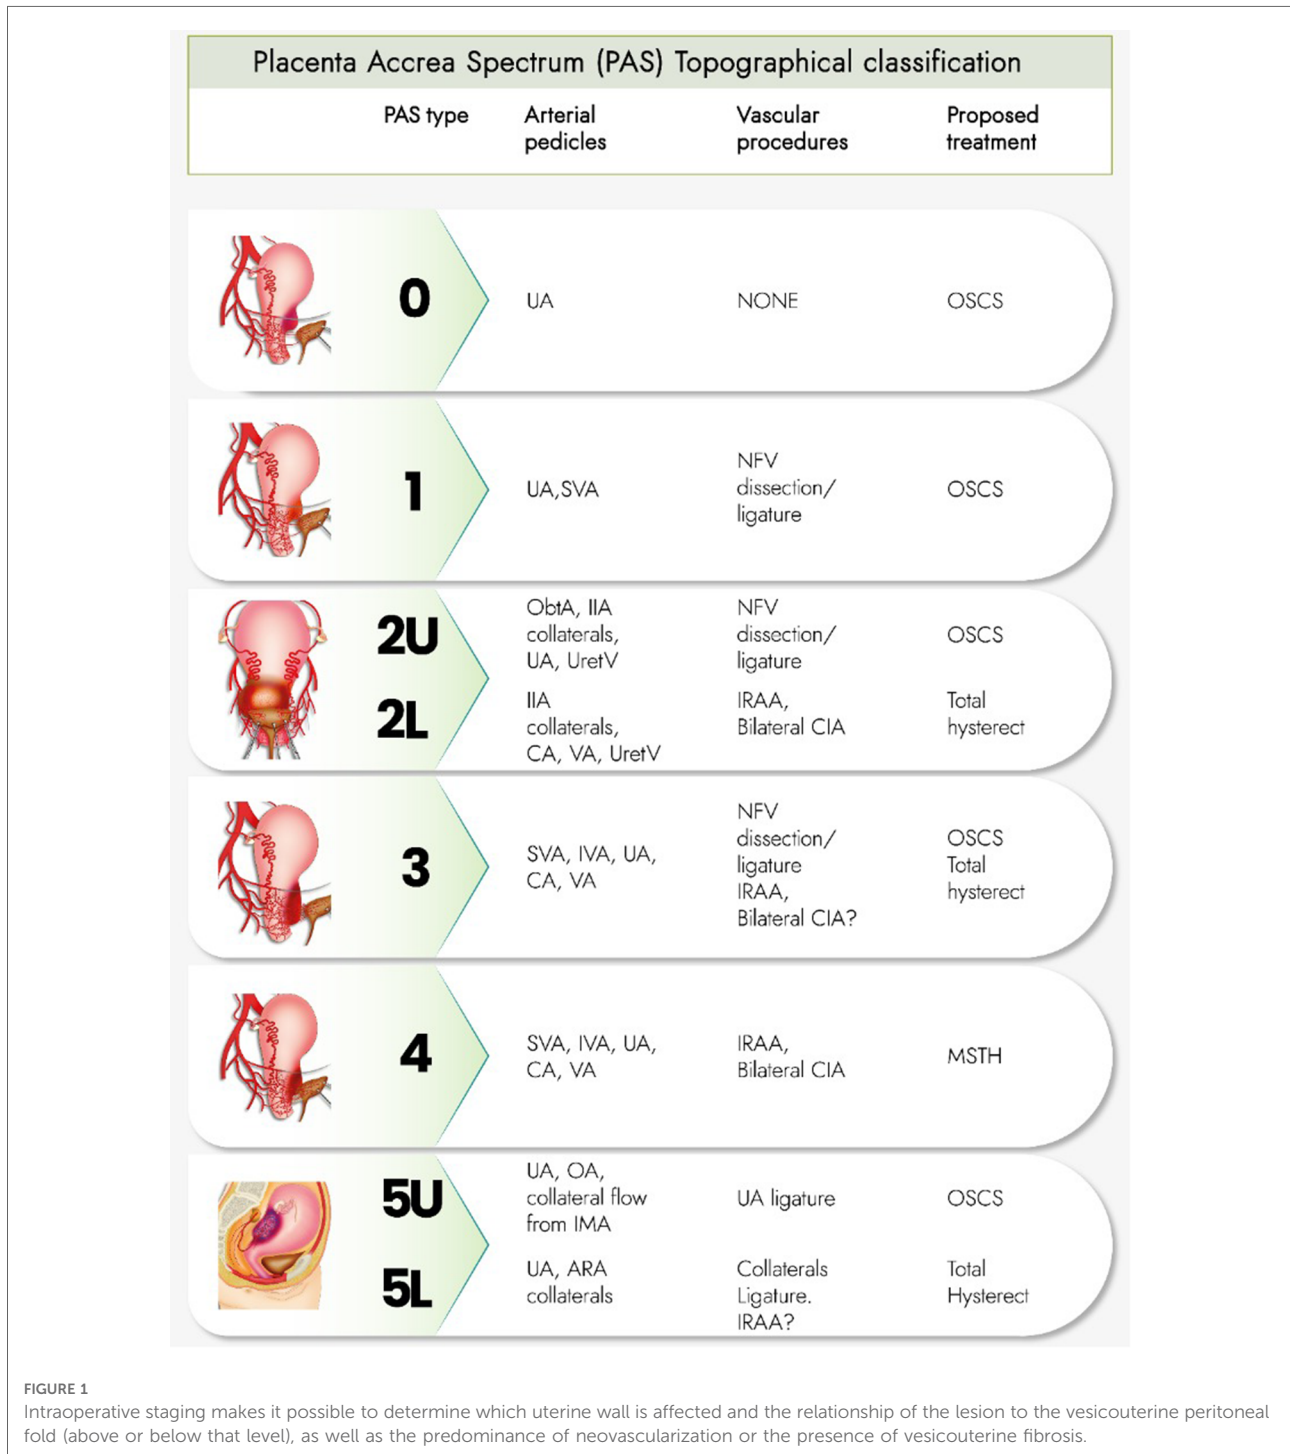 Placenta Accrea Spectrum (PAS) Topographical classification
PAS type
Arterial
pedicles
Vascular
procedures
Proposed
treatment
0
UA
NONE
OSCS
1
UA,SVA
NFV
dissection/
ligature
OSCS
2U
ObtA, IIA
collaterals,
UA, UretV
NFV
dissection/
ligature
OSCS
2L
IIA
collaterals,
CA, VA, UretV
IRAA,
Bilateral CIA
Total
hysterect
3
SVA, IVA, UA,
CA, VA
NFV
dissection/
ligature
IRAA,
Bilateral CIA?
OSCS
Total
hysterect
4
SVA, IVA, UA,
CA, VA
IRAA,
Bilateral CIA
MSTH
5U
UA, OA,
collateral flow
from IMA
UA ligature
OSCS
5L
UA, ARA
collaterals
Collaterals
Ligature.
IRAA?
Total
Hysterect
FIGURE 1
Intraoperative staging makes it possible to determine which uterine wall is affected and the relationship of the lesion to the vesicouterine peritoneal
fold (above or below that level), as well as the predominance of neovascularization or the presence of vesicouterine fibrosis.